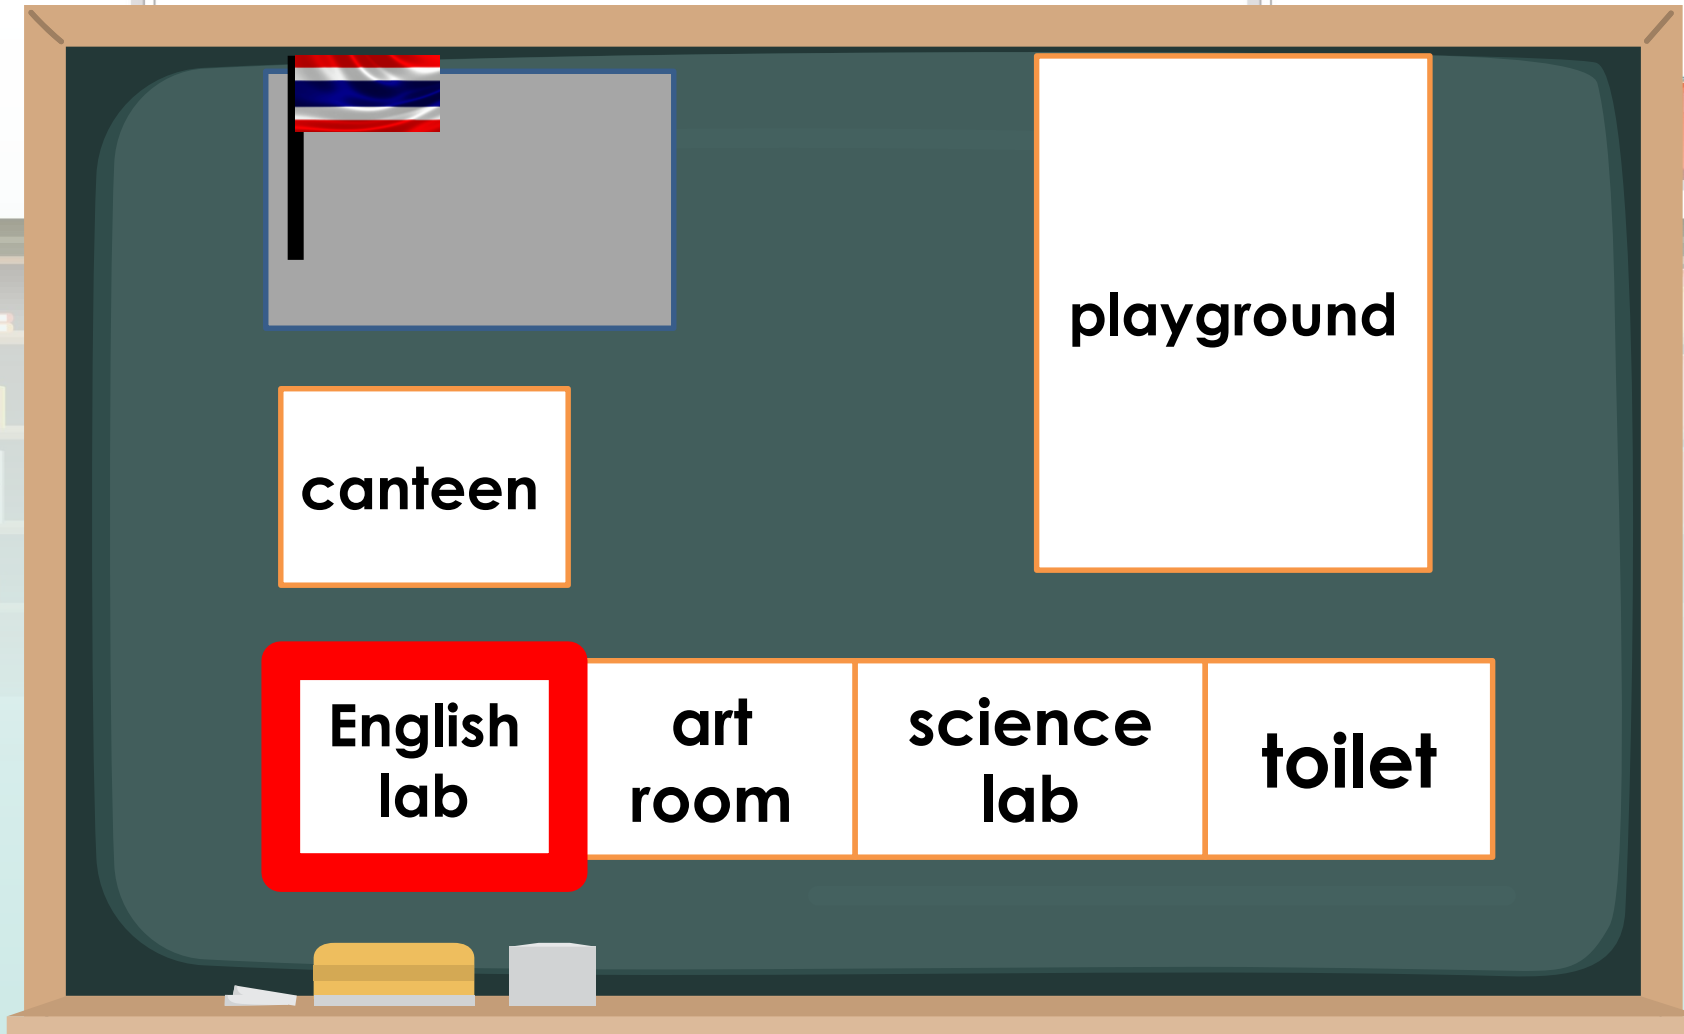 playground
canteen
English
lab
art
room
science
lab
toilet